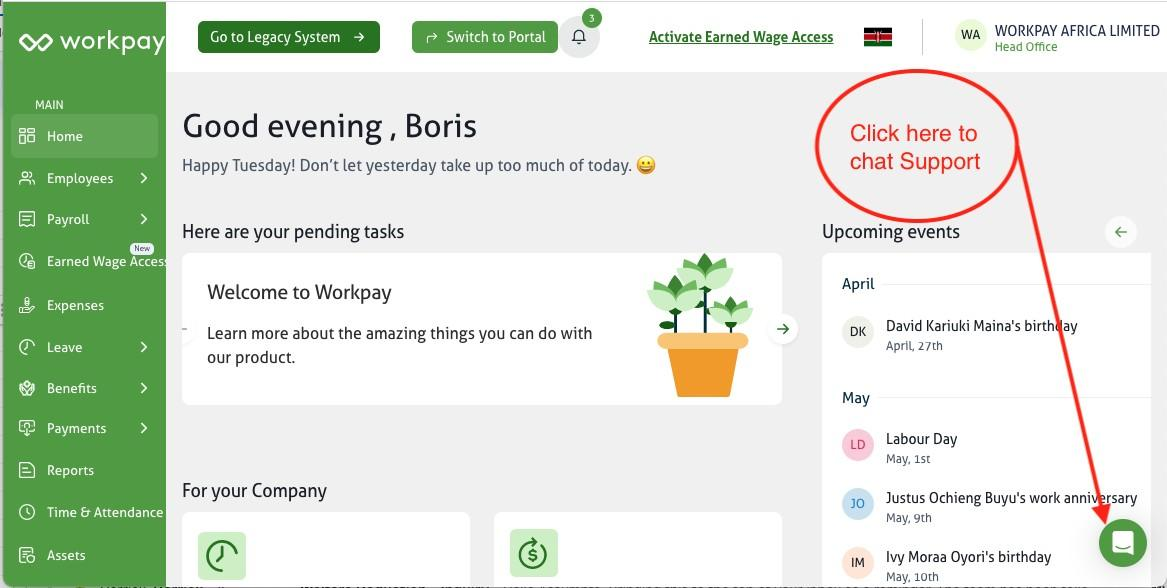 workpay
Go to Legacy System →
Switch to Portal
3
Activate Earned Wage Access
WA
WORKPAY AFRICA LIMITED
Head Office
MAIN
Home
Employees
Payroll
New
Earned Wage Access
Expenses
Leave
Benefits
Payments
Reports
Time & Attendance
Assets
Good evening , Boris
Happy Tuesday! Don’t let yesterday take up too much of today. 😀
Click here to
chat Support
Here are your pending tasks
Welcome to Workpay
Learn more about the amazing things you can do with
our product.
For your Company
Upcoming events
April
DK
David Kariuki Maina's birthday
April, 27th
May
LD
Labour Day
May, 1st
JO
Justus Ochieng Buyu's work anniversary
May, 9th
IM
Ivy Moraa Oyori's birthday
May, 10th